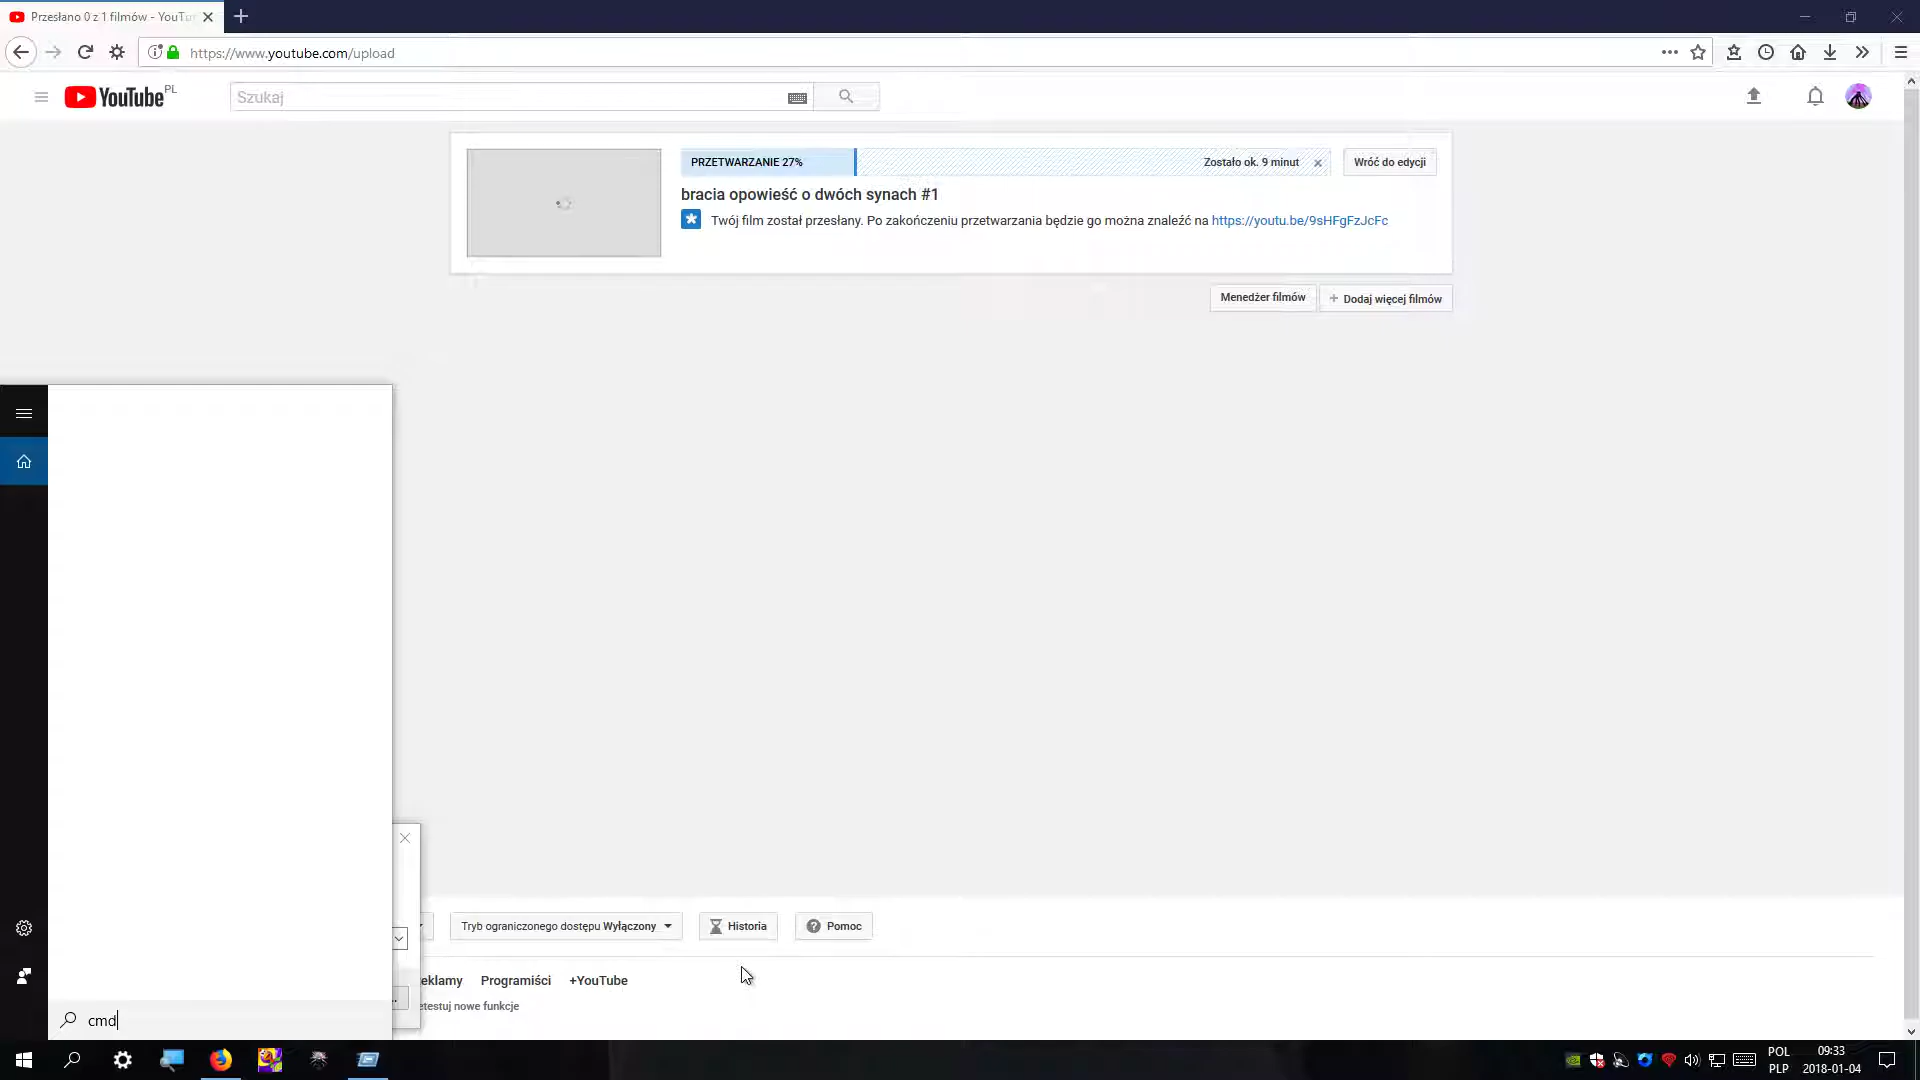 Przesłano 0 z 1 filmów - YouTu
https://www.youtube.com/upload
YouTube PL
Szukaj
PRZETWARZANIE 27%
Zostało ok. 9 minut
Wróć do edycji
bracia opowieść o dwóch synach #1
Twój film został przesłany. Po zakończeniu przetwarzania będzie go można znaleźć na https://youtu.be/9sHFgFzJcFc
Menedżer filmów
+ Dodaj więcej filmów
Tryb ograniczonego dostępu Wyłączony
Historia
Pomoc
eklamy
Programiści
+YouTube
etestuj nowe funkcje
cmd
POL
PLP
09:33
2018-01-04